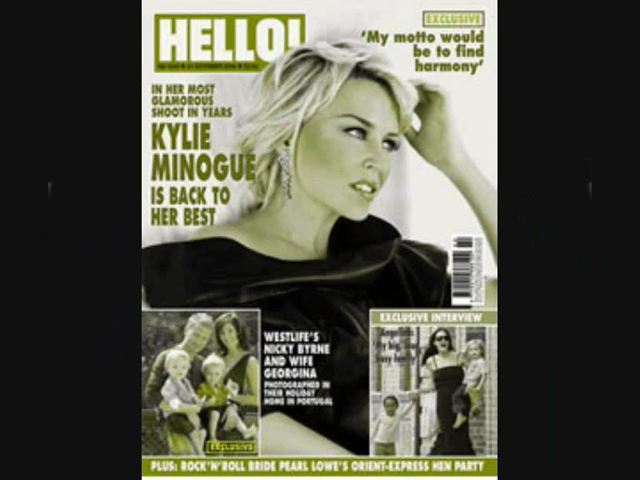 HELLO!
EXCLUSIVE
'My motto would
be to find
harmony'
IN HER MOST
GLAMOROUS
SHOOT IN YEARS
KYLIE
MINOGUE
IS BACK TO
HER BEST
WESTLIFE'S
NICKY BYRNE
AND WIFE
GEORGINA
PHOTOGRAPHED IN
THEIR HOLIDAY
HOME IN PORTUGAL
EXCLUSIVE
EXCLUSIVE INTERVIEW
PLUS: ROCK'N'ROLL BRIDE PEARL LOWE'S ORIENT-EXPRESS HEN PARTY